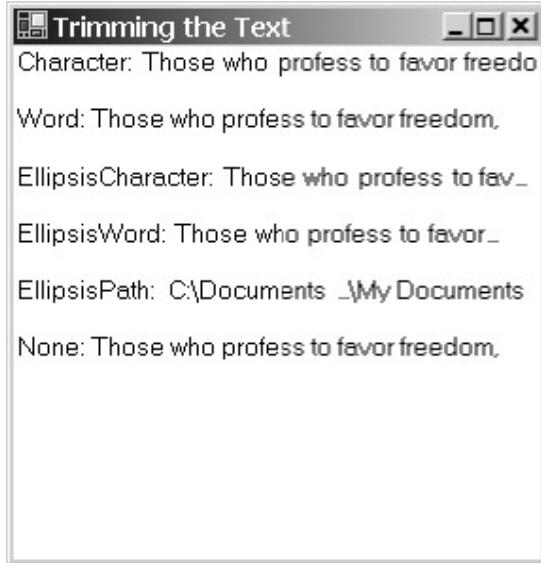 Trimming the Text
Character: Those who profess to favor freedo
Word: Those who profess to favor freedom,
EllipsisCharacter: Those who profess to fav...
EllipsisWord: Those who profess to favor...
EllipsisPath: C:\Documents ...\My Documents
None: Those who profess to favor freedom,